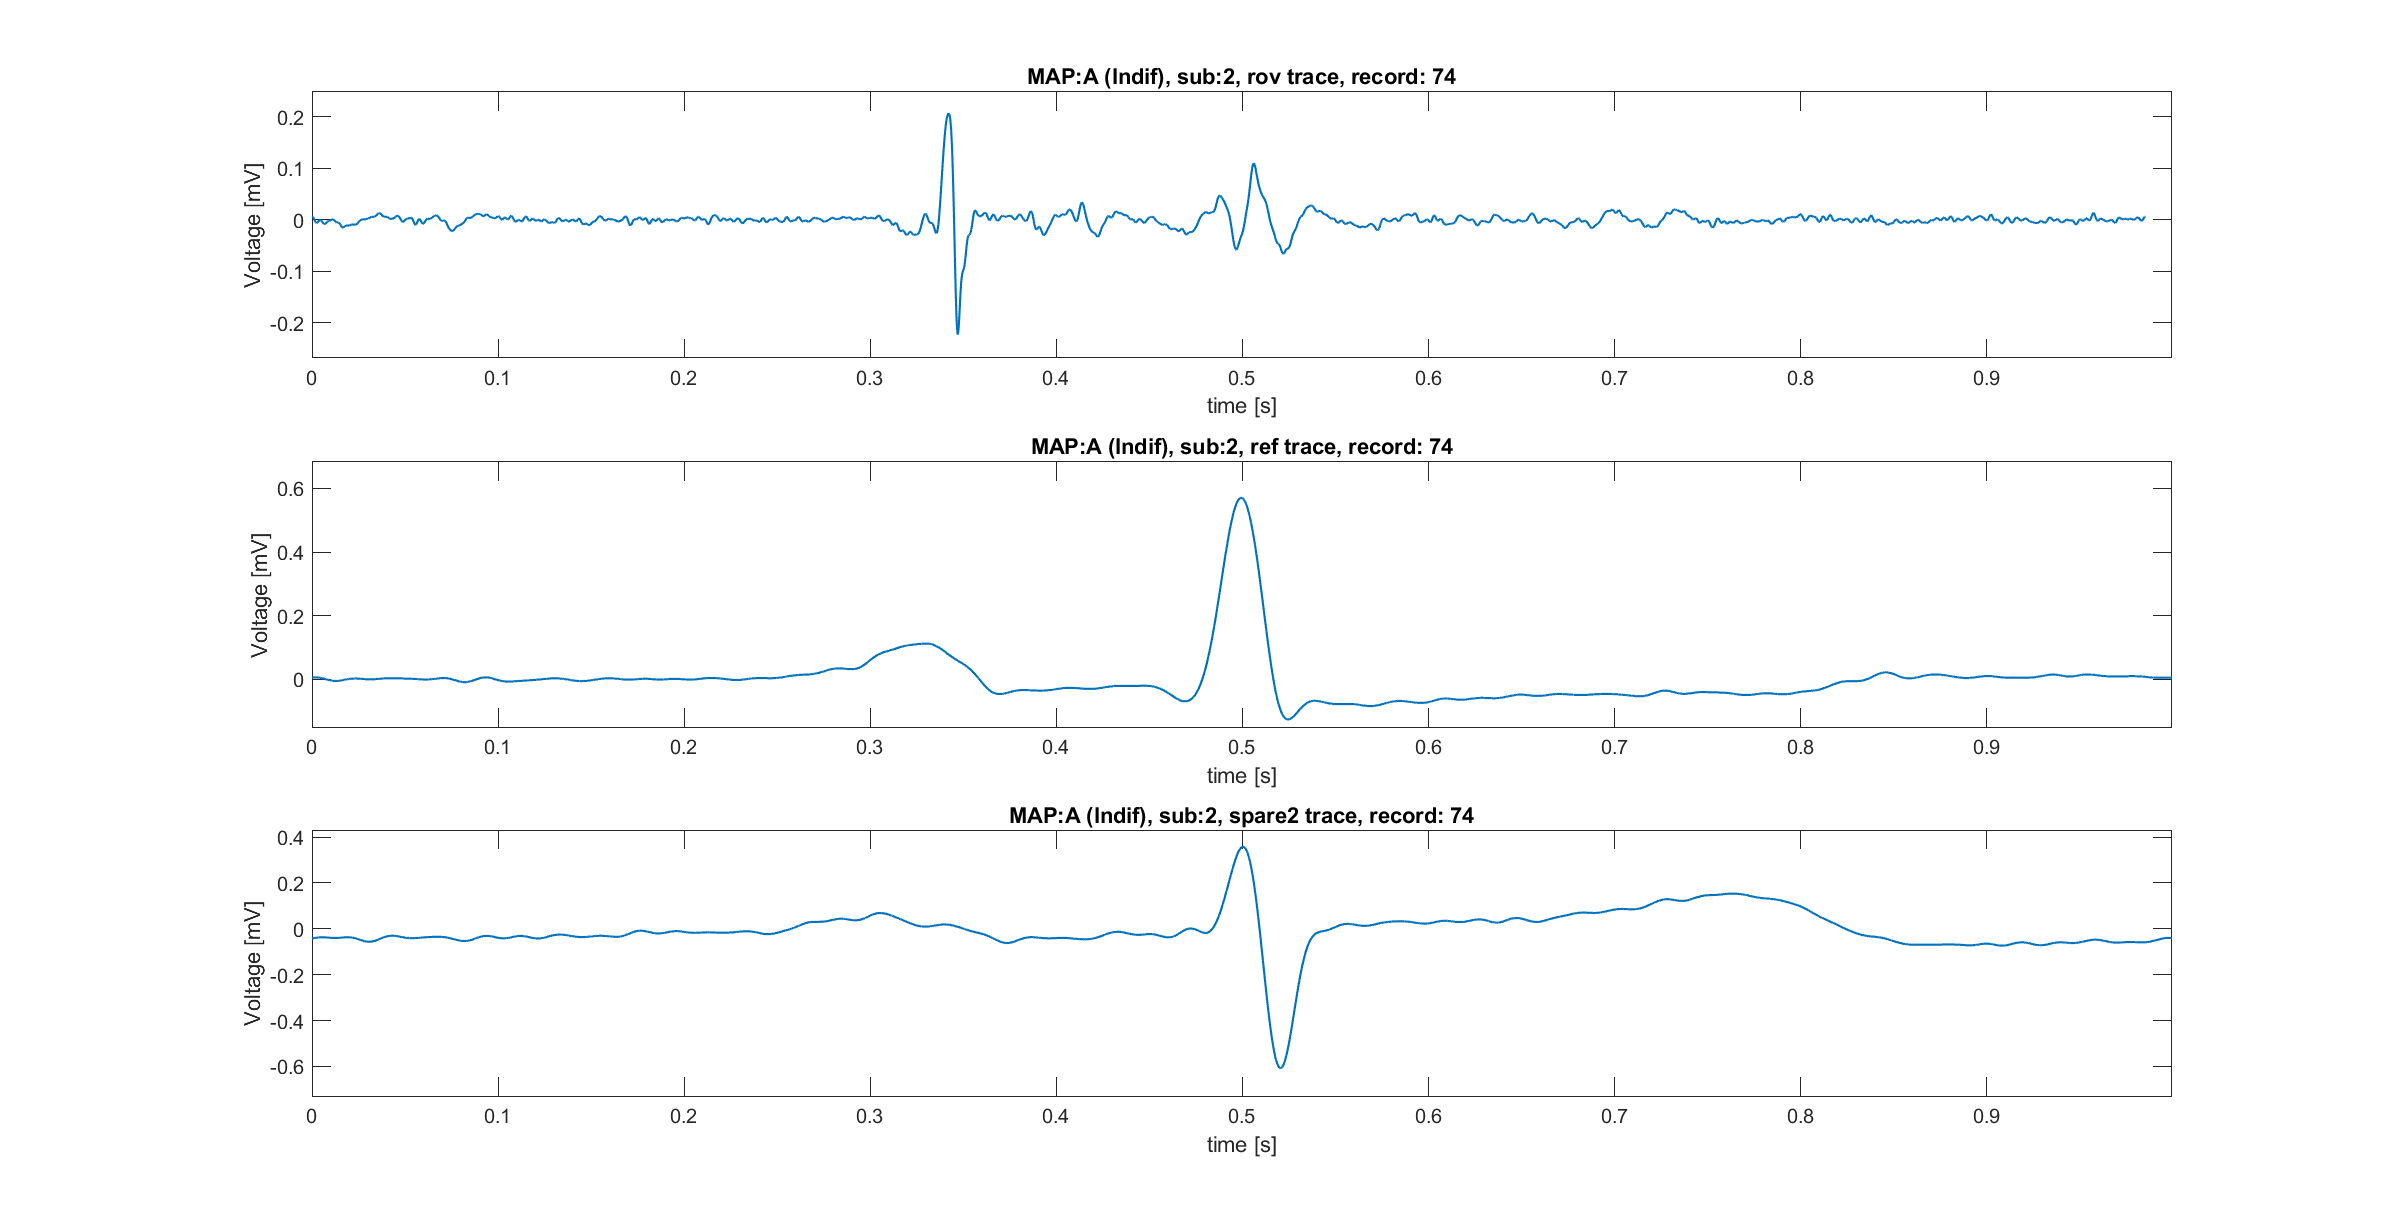 MAP:A (Indif), sub:2, rov trace, record: 74
Voltage [mV]
0.2
0.1
0
-0.1
-0.2
0 0.1 0.2 0.3 0.4 0.5 0.6 0.7 0.8 0.9
time [s]
MAP:A (Indif), sub:2, ref trace, record: 74
Voltage [mV]
0.6
0.4
0.2
0
0 0.1 0.2 0.3 0.4 0.5 0.6 0.7 0.8 0.9
time [s]
MAP:A (Indif), sub:2, spare2 trace, record: 74
Voltage [mV]
0.4
0.2
0
-0.2
-0.4
-0.6
0 0.1 0.2 0.3 0.4 0.5 0.6 0.7 0.8 0.9
time [s]